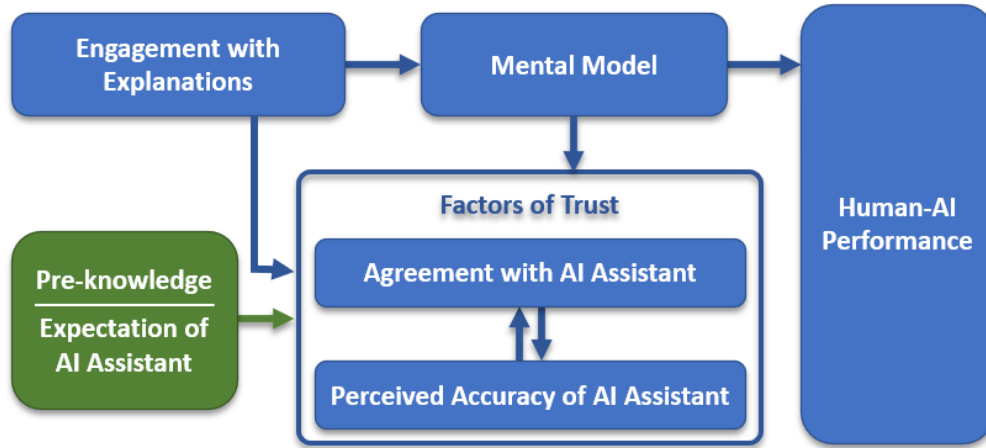 Engagement with
Explanations
Mental Model
Human-AI
Performance
Factors of Trust
Agreement with AI Assistant
Perceived Accuracy of AI Assistant
Pre-knowledge
Expectation of
AI Assistant